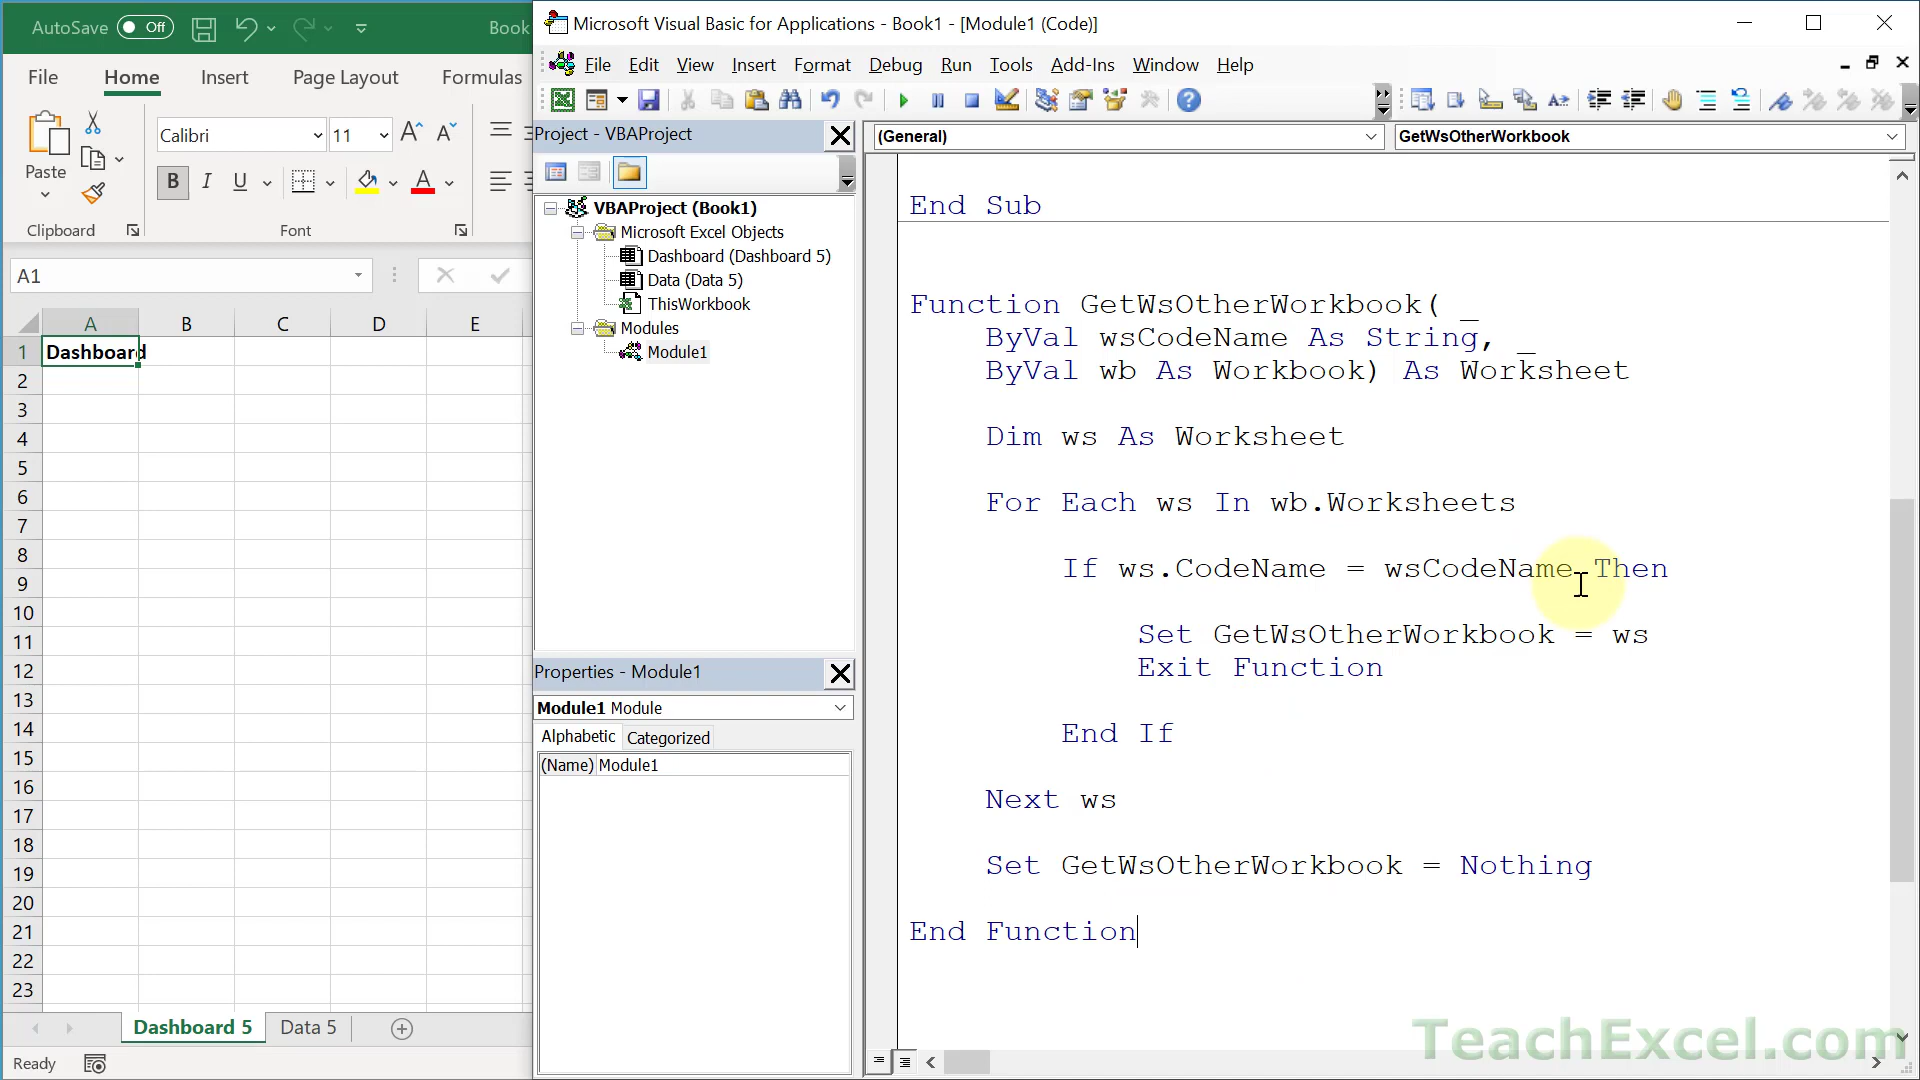 AutoSave Off Book
File Home Insert Page Layout Formulas
Paste
Calibri 11
B I U
Clipboard Font
A1
A B C D E
1 Dashboard
2
3
4
5
6
7
8
9
10
11
12
13
14
15
16
17
18
19
20
21
22
23
Dashboard 5 Data 5
Ready
Microsoft Visual Basic for Applications - Book1 - [Module1 (Code)]
File Edit View Insert Format Debug Run Tools Add-Ins Window Help
Project - VBAProject
VBAProject (Book1)
Microsoft Excel Objects
Dashboard (Dashboard 5)
Data (Data 5)
ThisWorkbook
Modules
Module1
Properties - Module1
Module1 Module
Alphabetic Categorized
(Name) Module1
(General) GetWsOtherWorkbook
End Sub
Function GetWsOtherWorkbook( _
ByVal wsCodeName As String, _
ByVal wb As Workbook) As Worksheet
Dim ws As Worksheet
For Each ws In wb.Worksheets
If ws.CodeName = wsCodeName Then
Set GetWsOtherWorkbook = ws
Exit Function
End If
Next ws
Set GetWsOtherWorkbook = Nothing
End Function
TeachExcel.com